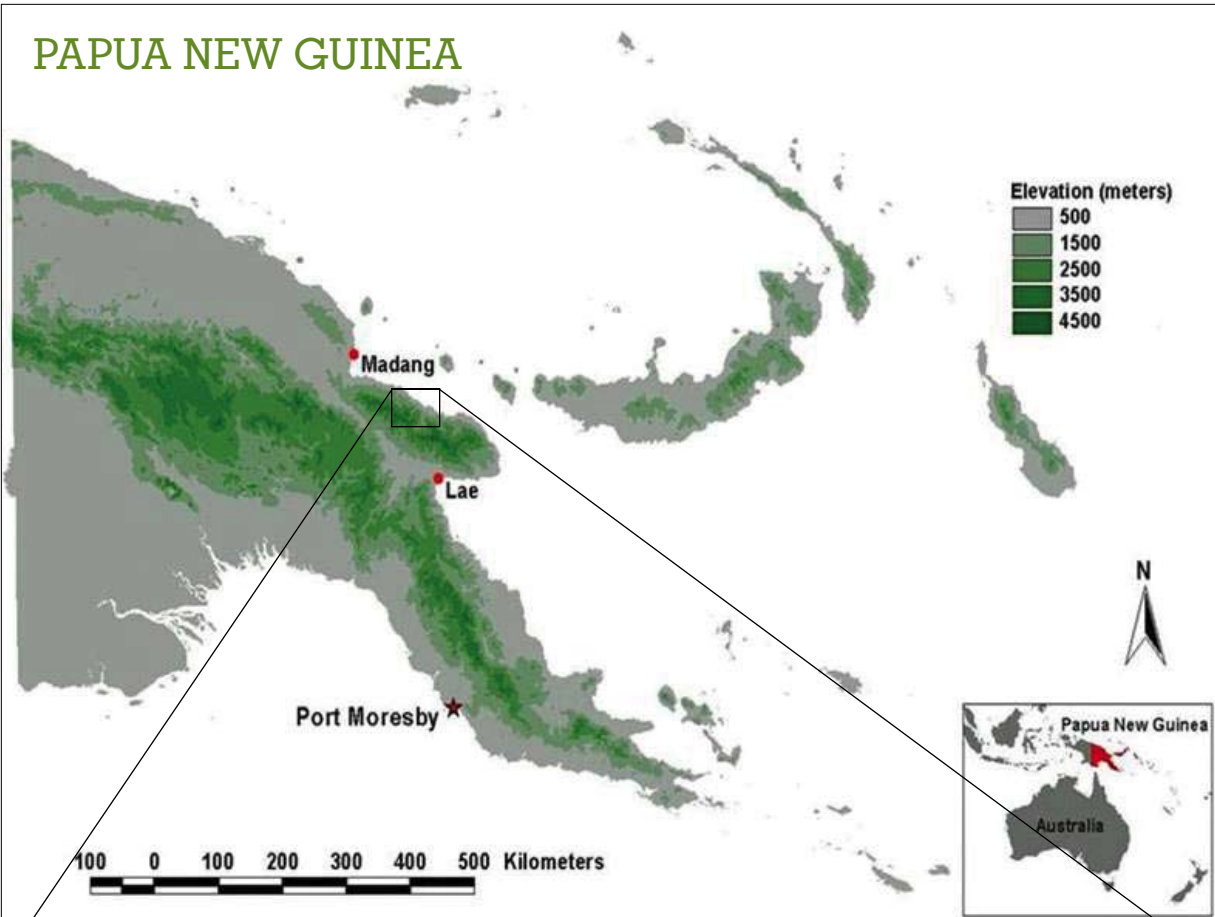 PAPUA NEW GUINEA
Elevation (meters)
500
1500
2500
3500
4500
Madang
Lae
N
Port Moresby
Papua New Guinea
Australia
100 0 100 200 300 400 500 Kilometers